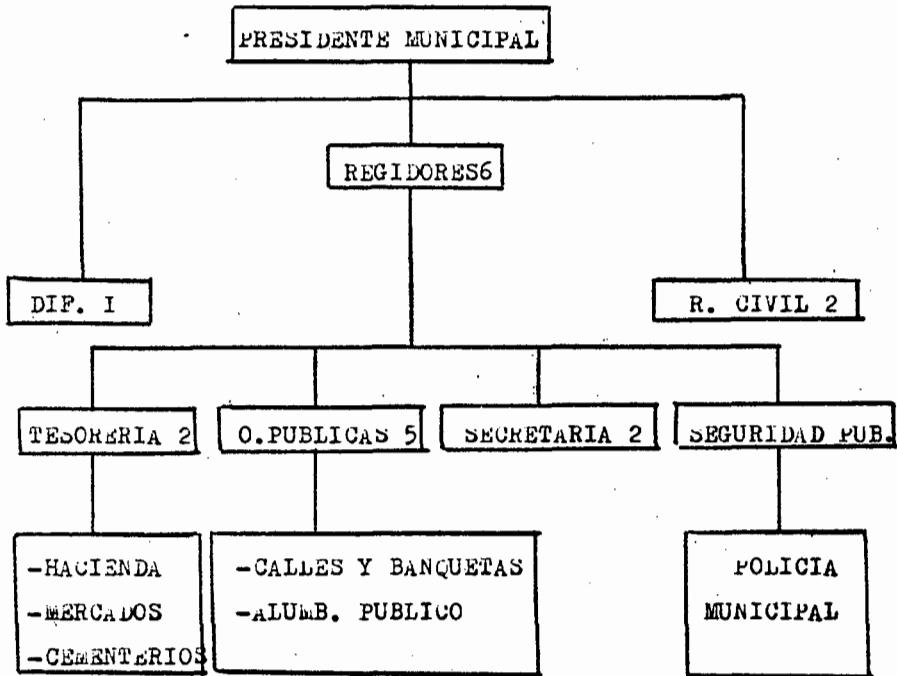 PRESIDENTE MUNICIPAL
REGIDORES6
DIF. I
R. CIVIL 2
TESORERIA 2
O.PUBLICAS 5
SECRETARIA 2
SEGURIDAD PUB.
-HACIENDA
-MERCADOS
-CEMENTERIOS
-CALLES Y BANQUETAS
-ALUMB. PUBLICO
POLICIA
MUNICIPAL